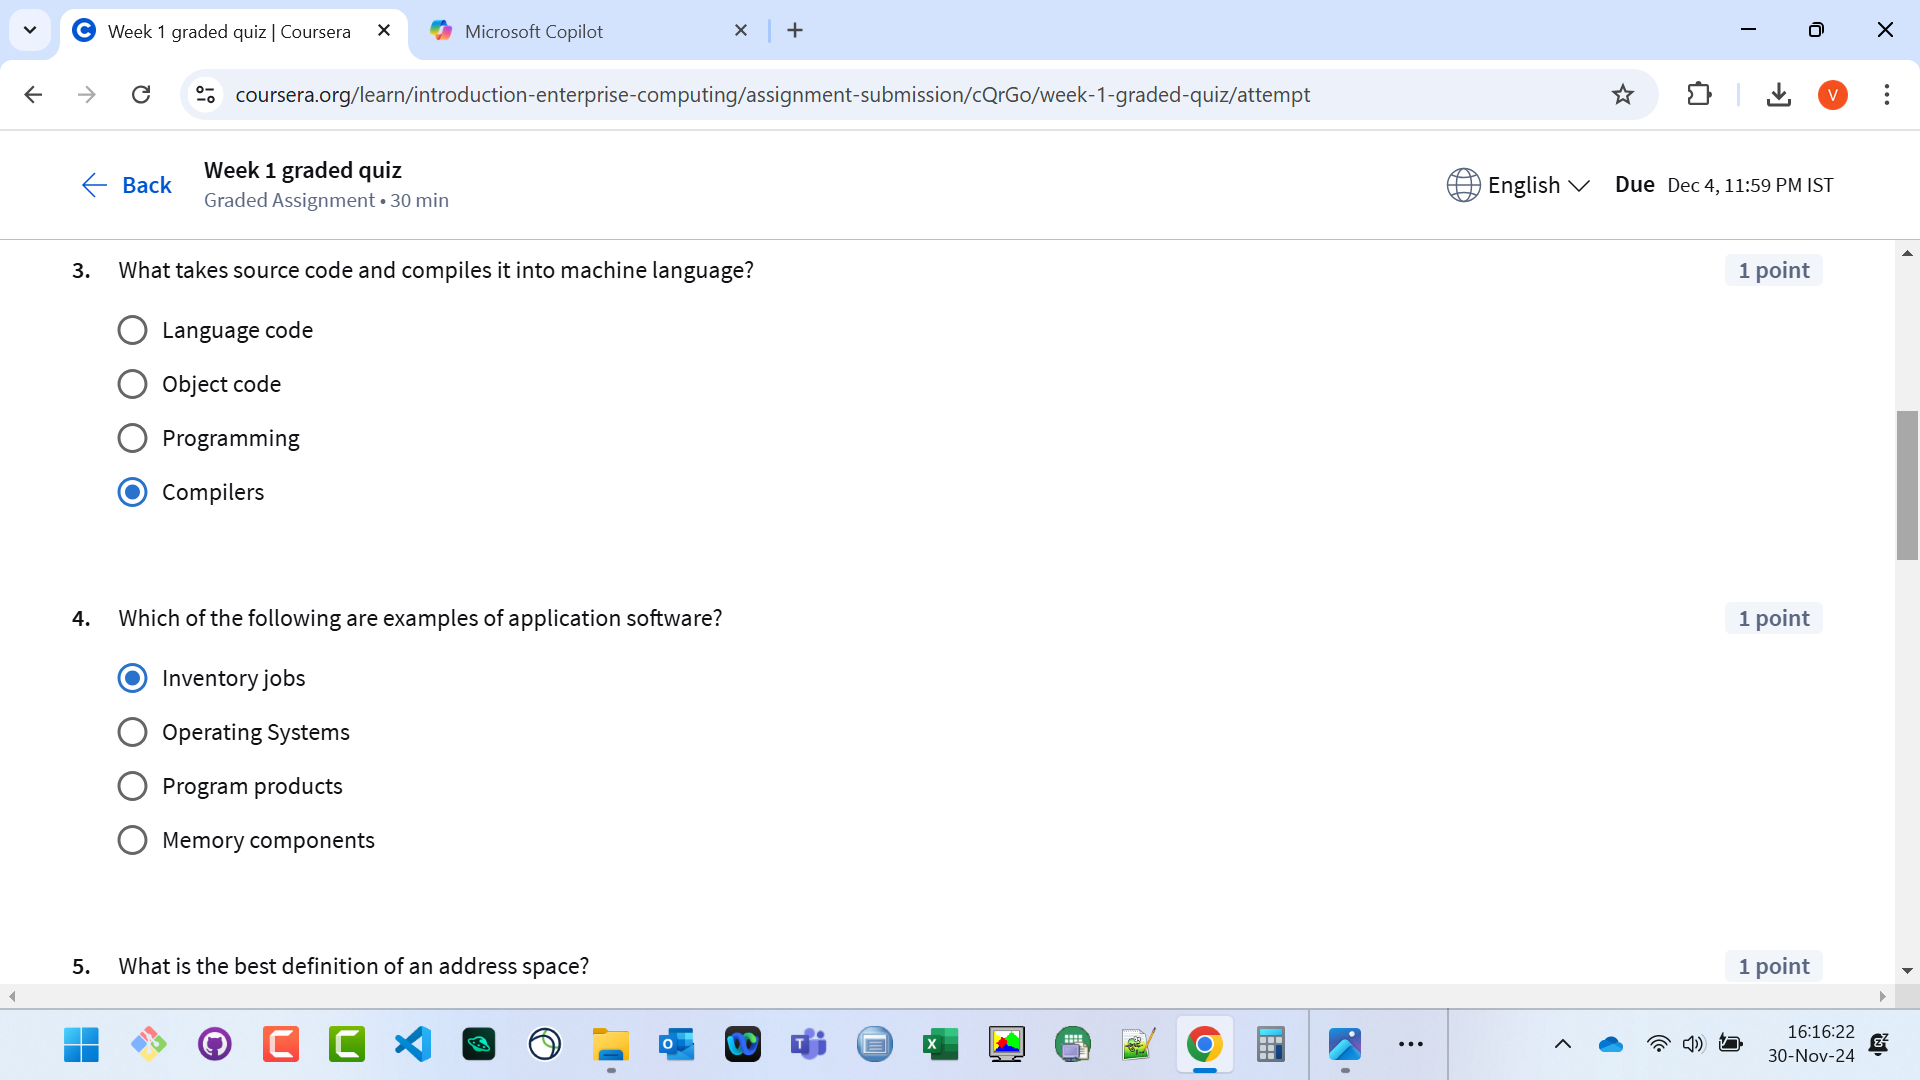 Week 1 graded quiz | Coursera
Microsoft Copilot
coursera.org/learn/introduction-enterprise-computing/assignment-submission/cQrGo/week-1-graded-quiz/attempt
V
Back
Week 1 graded quiz
Graded Assignment • 30 min
English
Due Dec 4, 11:59 PM IST
3. What takes source code and compiles it into machine language?
1 point
Language code
Object code
Programming
Compilers
4. Which of the following are examples of application software?
1 point
Inventory jobs
Operating Systems
Program products
Memory components
5. What is the best definition of an address space?
1 point
16:16:22
30-Nov-24